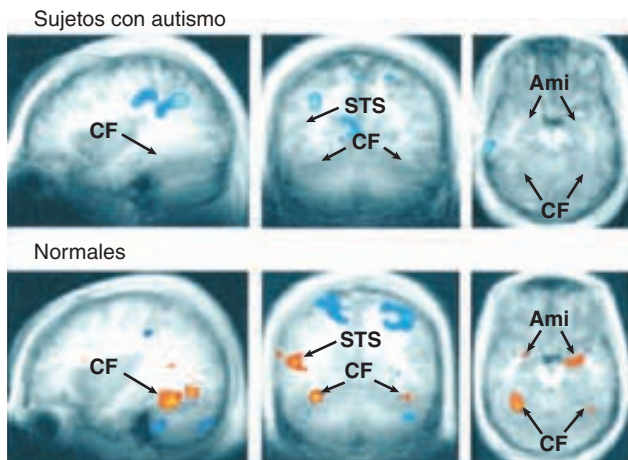 Sujetos con autismo
CF
STS
CF
Ami
CF
Normales
CF
STS
CF
Ami
CF